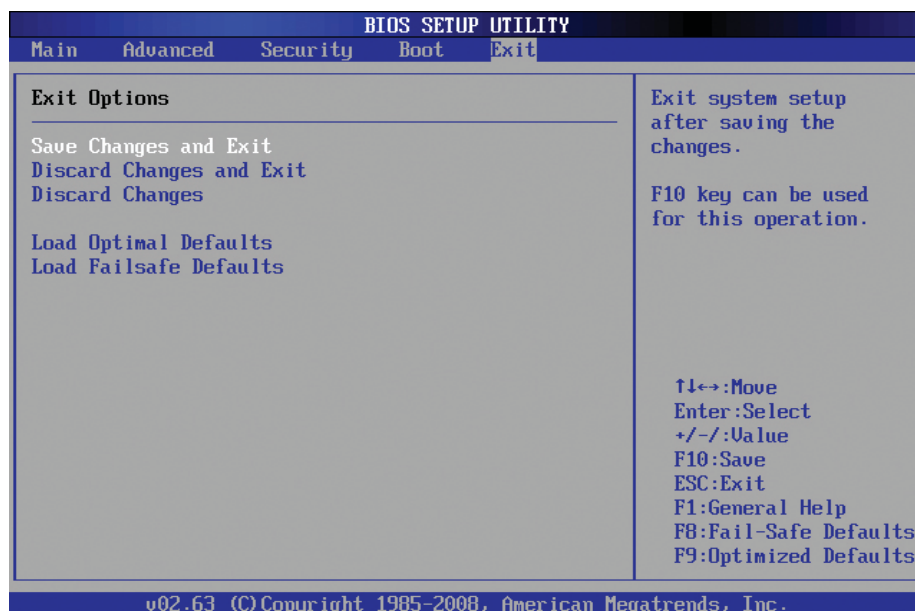 BIOS SETUP UTILITY
Main Advanced Security Boot Exit
Exit Options
Save Changes and Exit
Discard Changes and Exit
Discard Changes
Load Optimal Defaults
Load Failsafe Defaults
Exit system setup
after saving the
changes.
F10 key can be used
for this operation.
↑↓←→:Move
Enter:Select
+/-/:Value
F10:Save
ESC:Exit
F1:General Help
F8:Fail-Safe Defaults
F9:Optimized Defaults
v02.63 (C)Copyright 1985-2008, American Megatrends, Inc.